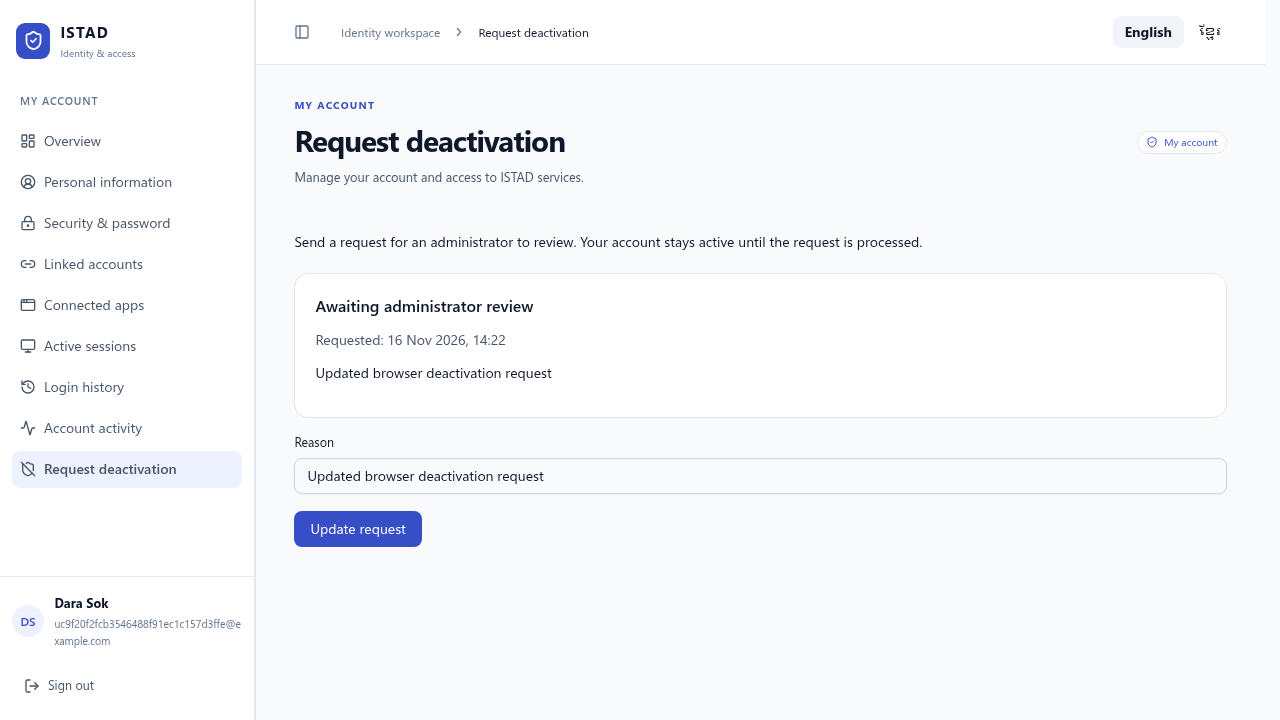 ISTAD
Identity & access
MY ACCOUNT
Overview
Personal information
Security & password
Linked accounts
Connected apps
Active sessions
Login history
Account activity
Request deactivation
DS
Dara Sok
uc9f20f2fcb3546488f91ec1c157d3ffe@e
xample.com
Sign out
Identity workspace
Request deactivation
English
ខ្មែរ
MY ACCOUNT
Request deactivation
My account
Manage your account and access to ISTAD services.
Send a request for an administrator to review. Your account stays active until the request is processed.
Awaiting administrator review
Requested: 16 Nov 2026, 14:22
Updated browser deactivation request
Reason
Updated browser deactivation request
Update request